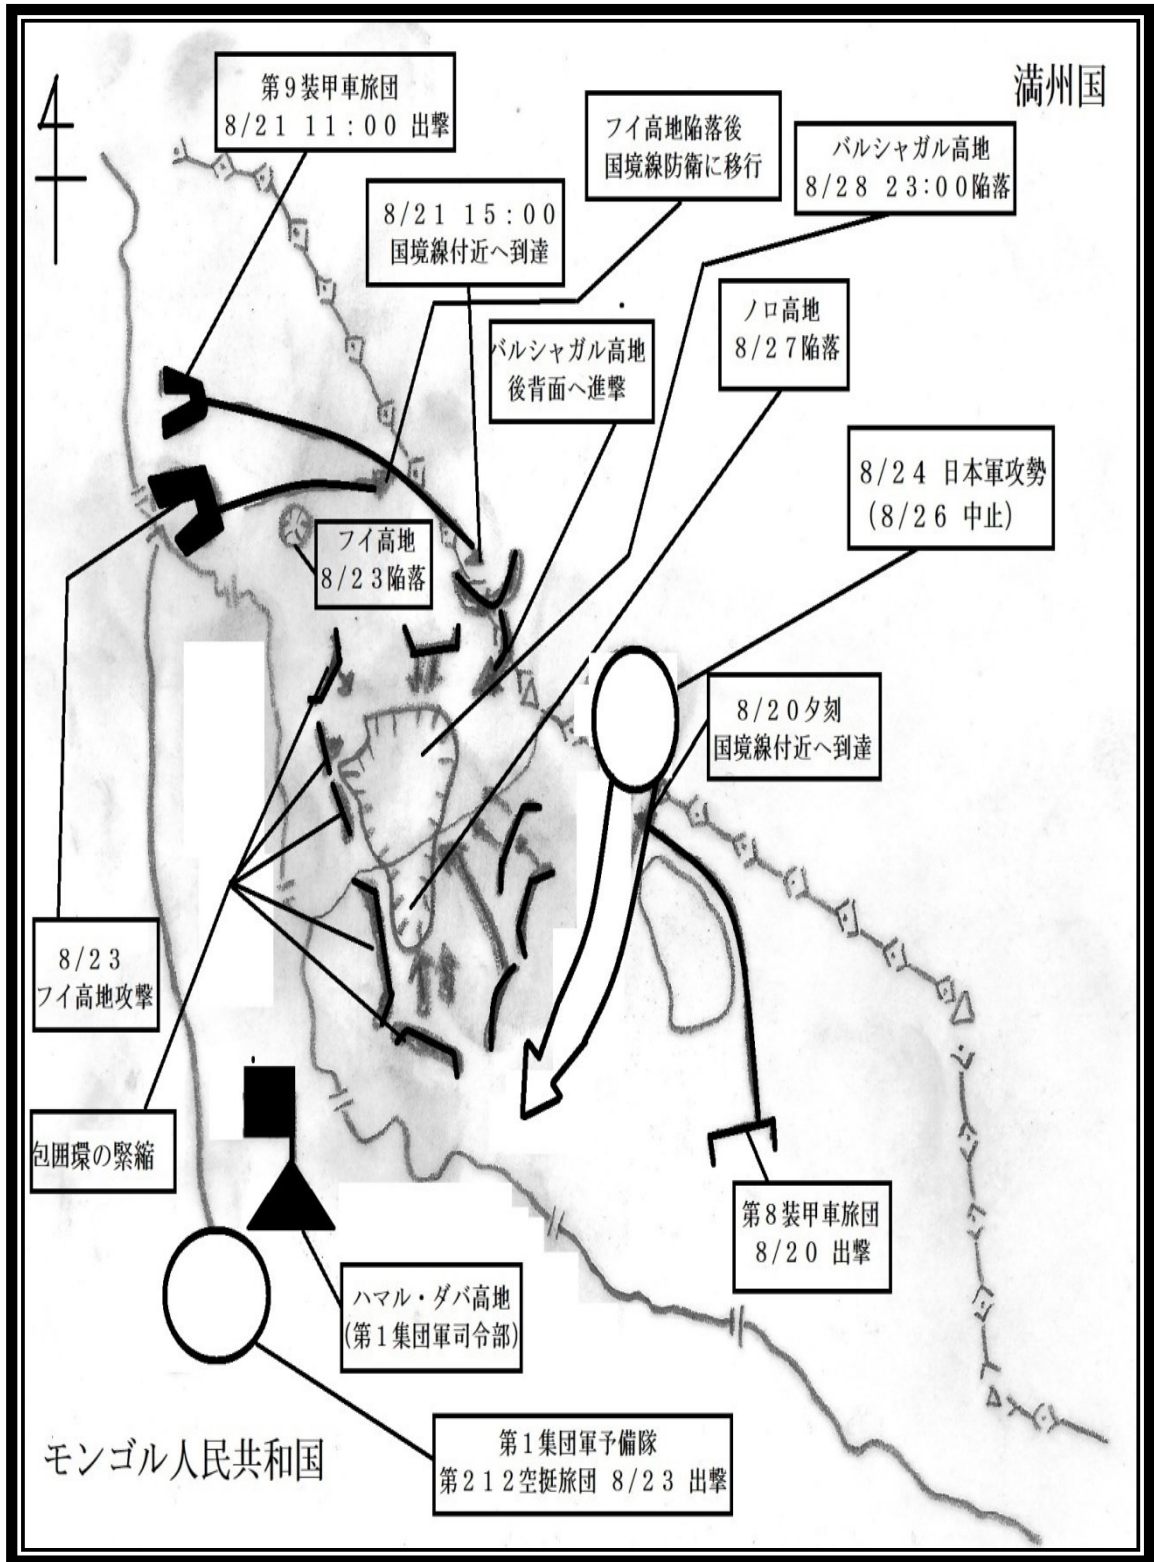 満州国
第９装甲車旅団
８/２１ １１：００ 出撃
フイ高地陥落後
国境線防衛に移行
バルシャガル高地
８/２８ ２３：００陥落
８/２１ １５：００
国境線付近へ到達
ノロ高地
８/２７陥落
バルシャガル高地
後背面へ進撃
８/２４ 日本軍攻勢
（８/２６ 中止）
フイ高地
８/２３陥落
８/２０夕刻
国境線付近へ到達
８/２３
フイ高地攻撃
包囲環の緊縮
第８装甲車旅団
８/２０ 出撃
ハマル・ダバ高地
（第１集団軍司令部）
第１集団軍予備隊
第２１２空挺旅団 ８/２３ 出撃
モンゴル人民共和国